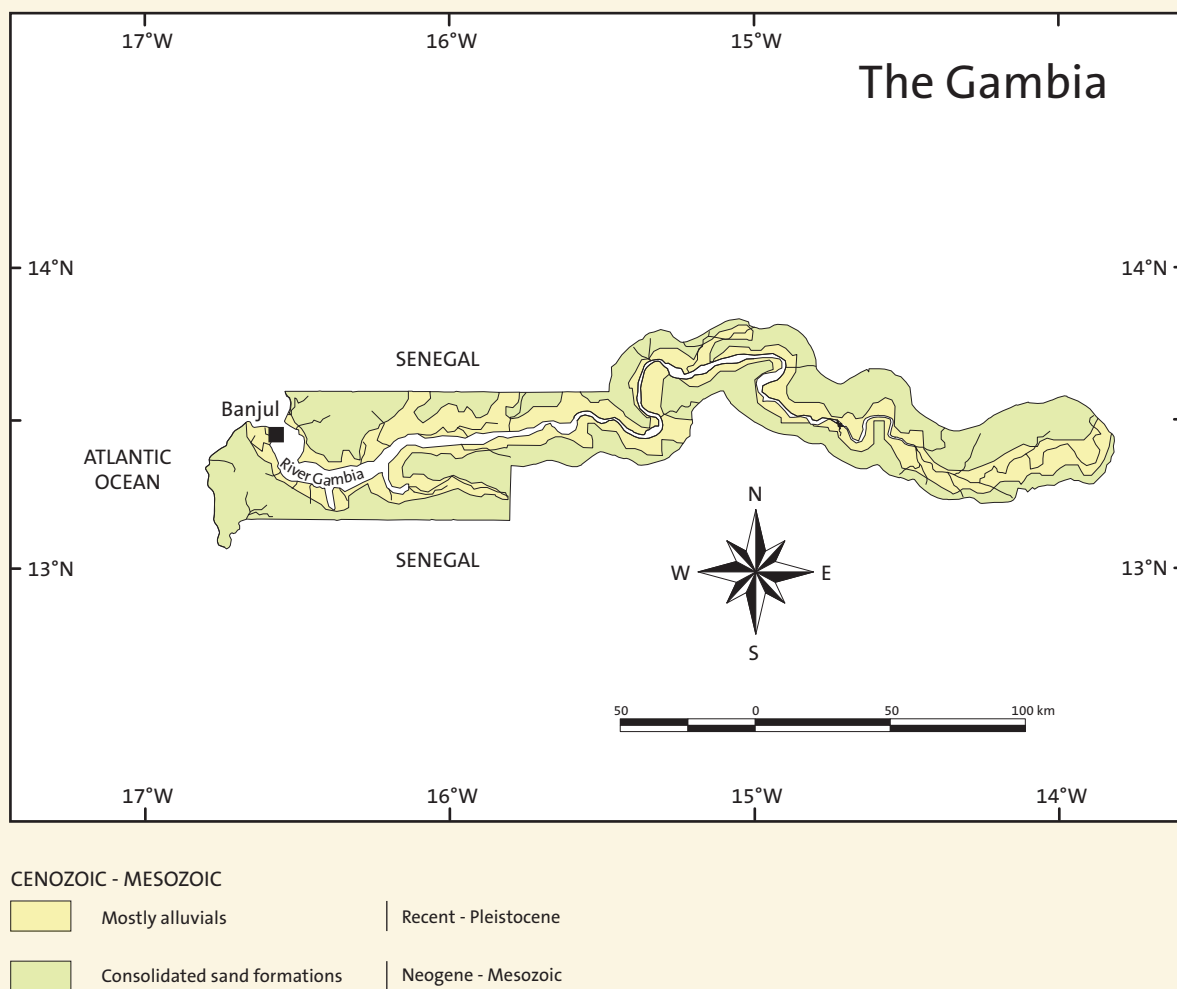 17°W 16°W 15°W
The Gambia
14°N 14°N
SENEGAL
Banjul
ATLANTIC
OCEAN
River Gambia
N
SENEGAL
13°N 13°N
W E
S
50 0 50 100 km
17°W 16°W 15°W 14°W
CENOZOIC - MESOZOIC
Mostly alluvials Recent - Pleistocene
Consolidated sand formations Neogene - Mesozoic